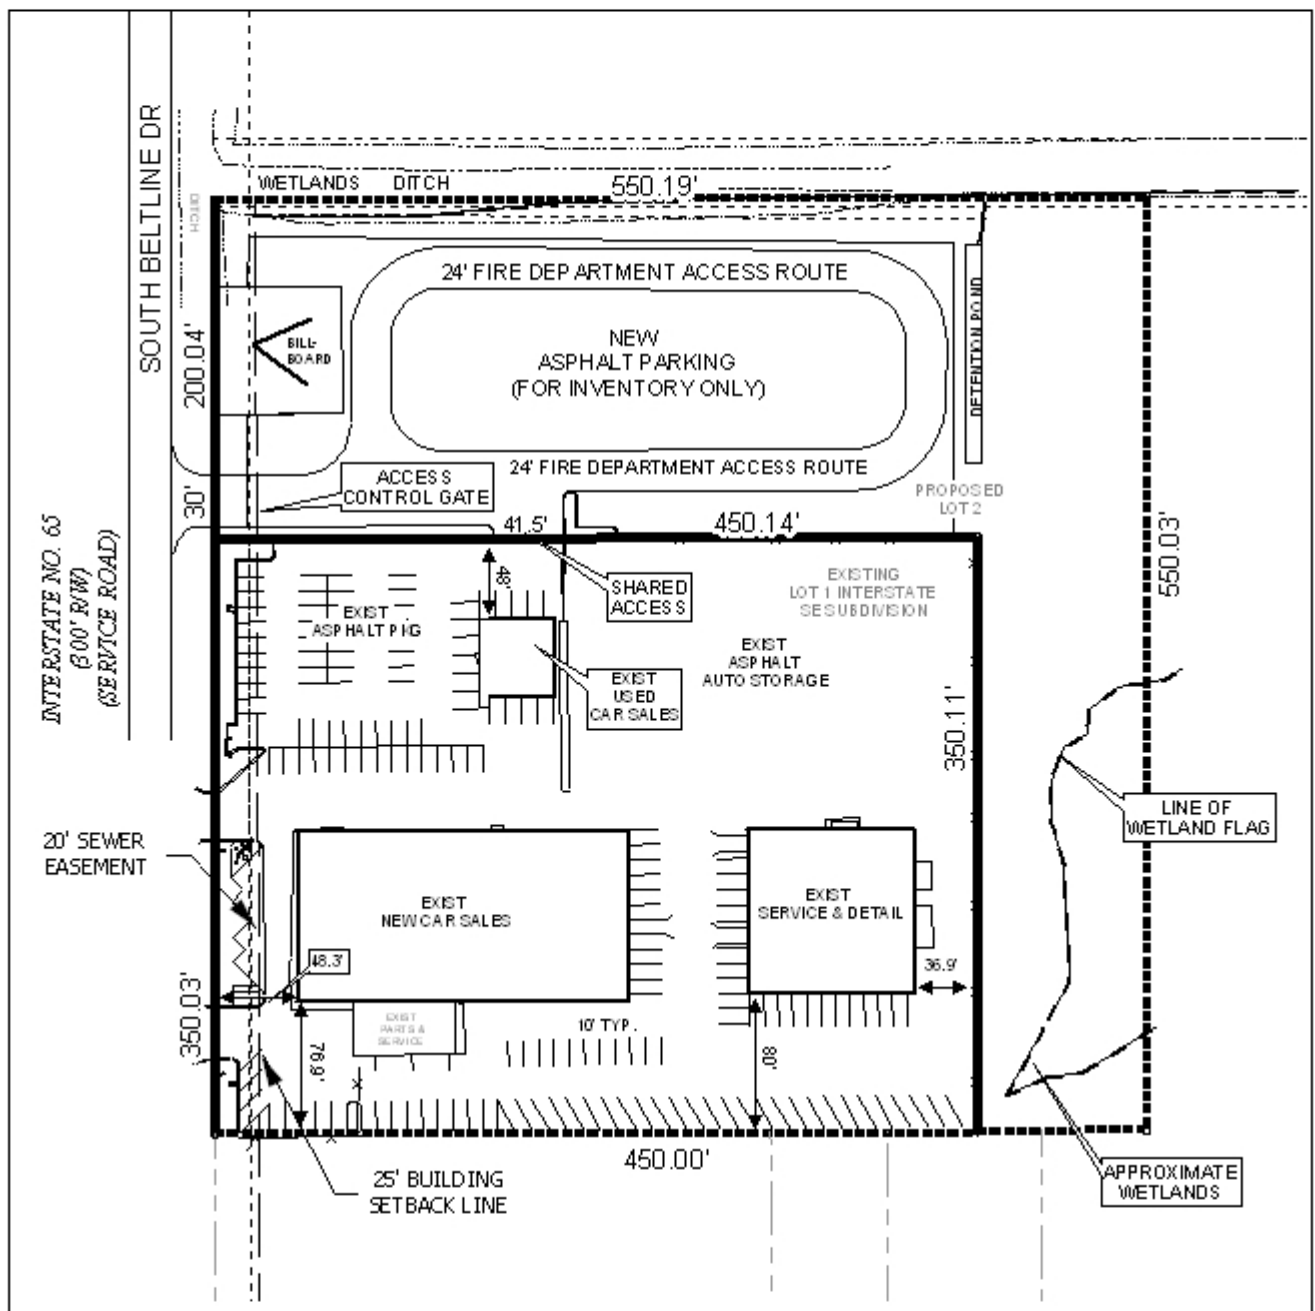 SOUTH BELTLINE DR
WETLANDS DITCH
550.19'
DITCH
24' FIRE DEPARTMENT ACCESS ROUTE
BILL-
BOARD
NEW
ASPHALT PARKING
(FOR INVENTORY ONLY)
DETENTION POND
200.04'
24' FIRE DEPARTMENT ACCESS ROUTE
ACCESS
CONTROL GATE
PROPOSED
LOT 2
30'
41.5'
450.14'
INTERSTATE NO. 65
(300' R/W)
(SERVICE ROAD)
550.03'
48'
SHARED
ACCESS
EXISTING
LOT 1 INTERSTATE
SE SUBDIVISION
EXIST
ASPHALT PKG
EXIST
ASPHALT
AUTO STORAGE
EXIST
USED
CAR SALES
350.11'
LINE OF
WETLAND FLAG
20' SEWER
EASEMENT
EXIST
NEW CAR SALES
EXIST
SERVICE & DETAIL
48.3'
36.9'
350.03'
EXIST
PARTS &
SERVICE
10' TYP.
76.9'
80'
450.00'
25' BUILDING
SETBACK LINE
APPROXIMATE
WETLANDS